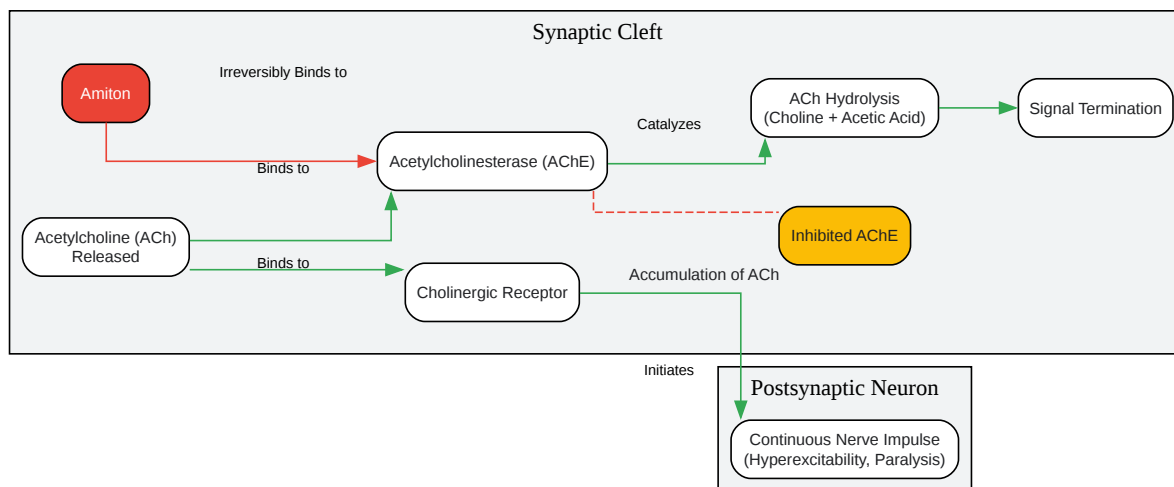 Synaptic Cleft
Irreversibly Binds to
Amiton
ACh Hydrolysis
(Choline + Acetic Acid)
Signal Termination
Catalyzes
Acetylcholinesterase (AChE)
Binds to
Acetylcholine (ACh)
Released
Inhibited AChE
Binds to
Accumulation of ACh
Cholinergic Receptor
Initiates
Postsynaptic Neuron
Continuous Nerve Impulse
(Hyperexcitability, Paralysis)